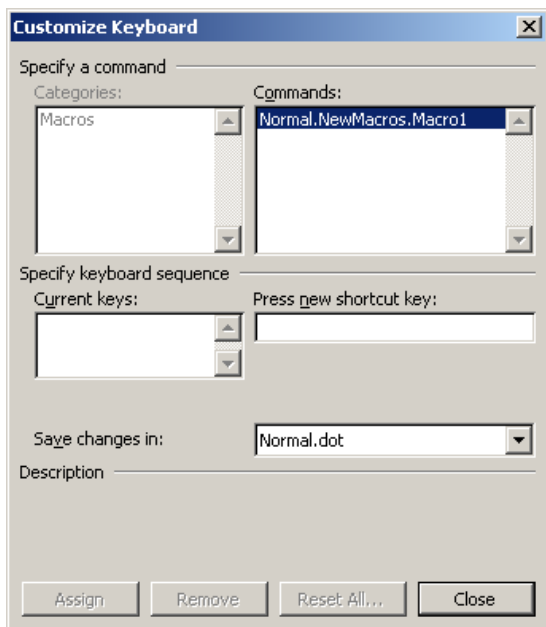 Customize Keyboard
Specify a command
Categories: Commands:
Macros Normal.NewMacros.Macro1
Specify keyboard sequence
Current keys: Press new shortcut key:
Save changes in: Normal.dot
Description
Assign Remove Reset All... Close